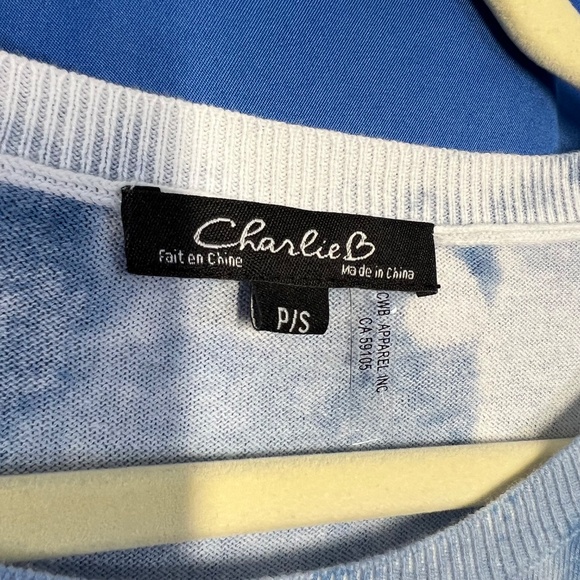 CharlieB
Fait en Chine
Made in China
P/S
CWB APPAREL INC
CA 59105